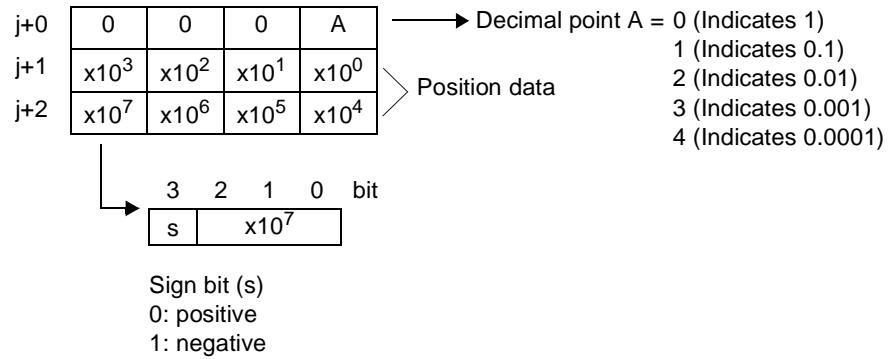 j+0 0 0 0 A Decimal point A = 0 (Indicates 1)
1 (Indicates 0.1)
j+1 x10³ x10² x10¹ x10⁰ Position data 2 (Indicates 0.01)
j+2 x10⁷ x10⁶ x10⁵ x10⁴ 3 (Indicates 0.001)
4 (Indicates 0.0001)
3 2 1 0 bit
s x10⁷
Sign bit (s)
0: positive
1: negative